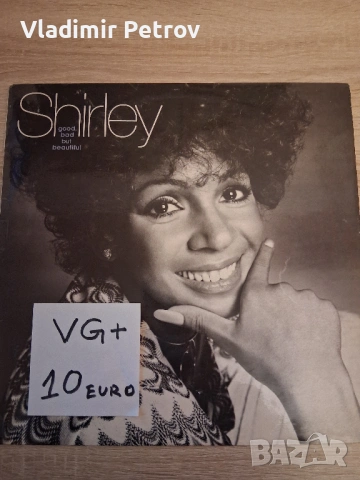 Vladimir Petrov
Shirley
good,
bad
but
beautiful
VG+
10 EURO
BAZAR